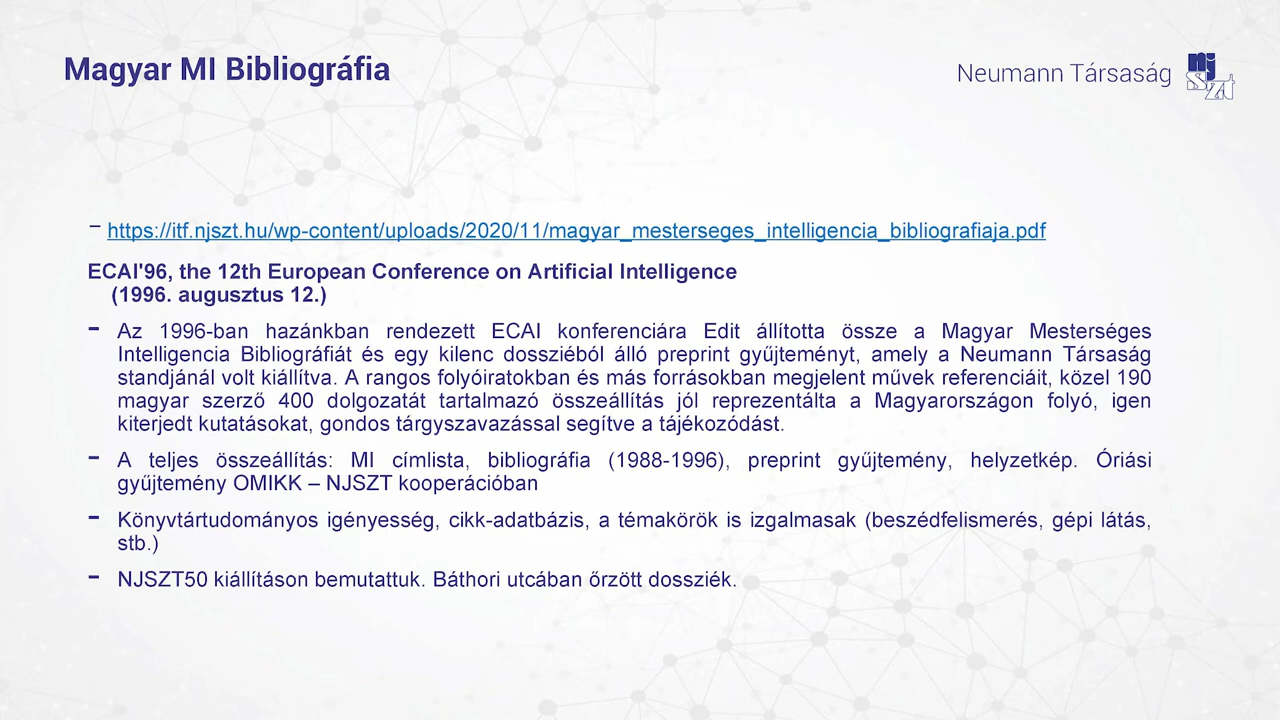 Magyar MI Bibliográfia
Neumann Társaság
nj
szt
– https://itf.njszt.hu/wp-content/uploads/2020/11/magyar_mesterseges_intelligencia_bibliografiaja.pdf
ECAI'96, the 12th European Conference on Artificial Intelligence
(1996. augusztus 12.)
- Az 1996-ban hazánkban rendezett ECAI konferenciára Edit állította össze a Magyar Mesterséges
Intelligencia Bibliográfiát és egy kilenc dossziéból álló preprint gyűjteményt, amely a Neumann Társaság
standjánál volt kiállítva. A rangos folyóiratokban és más forrásokban megjelent művek referenciáit, közel 190
magyar szerző 400 dolgozatát tartalmazó összeállítás jól reprezentálta a Magyarországon folyó, igen
kiterjedt kutatásokat, gondos tárgyszavazással segítve a tájékozódást.
- A teljes összeállítás: MI címlista, bibliográfia (1988-1996), preprint gyűjtemény, helyzetkép. Óriási
gyűjtemény OMIKK – NJSZT kooperációban
- Könyvtártudományos igényesség, cikk-adatbázis, a témakörök is izgalmasak (beszédfelismerés, gépi látás,
stb.)
- NJSZT50 kiállításon bemutattuk. Báthori utcában őrzött dossziék.